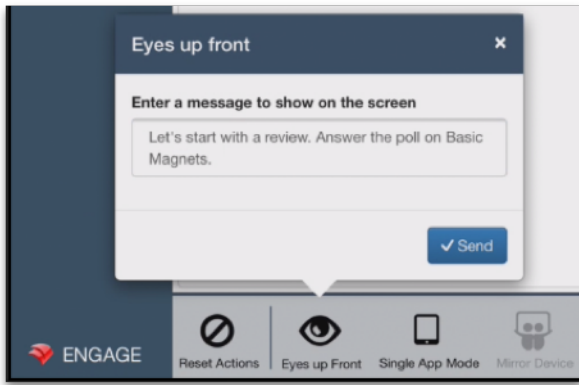 Eyes up front ×
Enter a message to show on the screen
Let's start with a review. Answer the poll on Basic
Magnets.
✓ Send
ENGAGE
Reset Actions
Eyes up Front
Single App Mode
Mirror Device